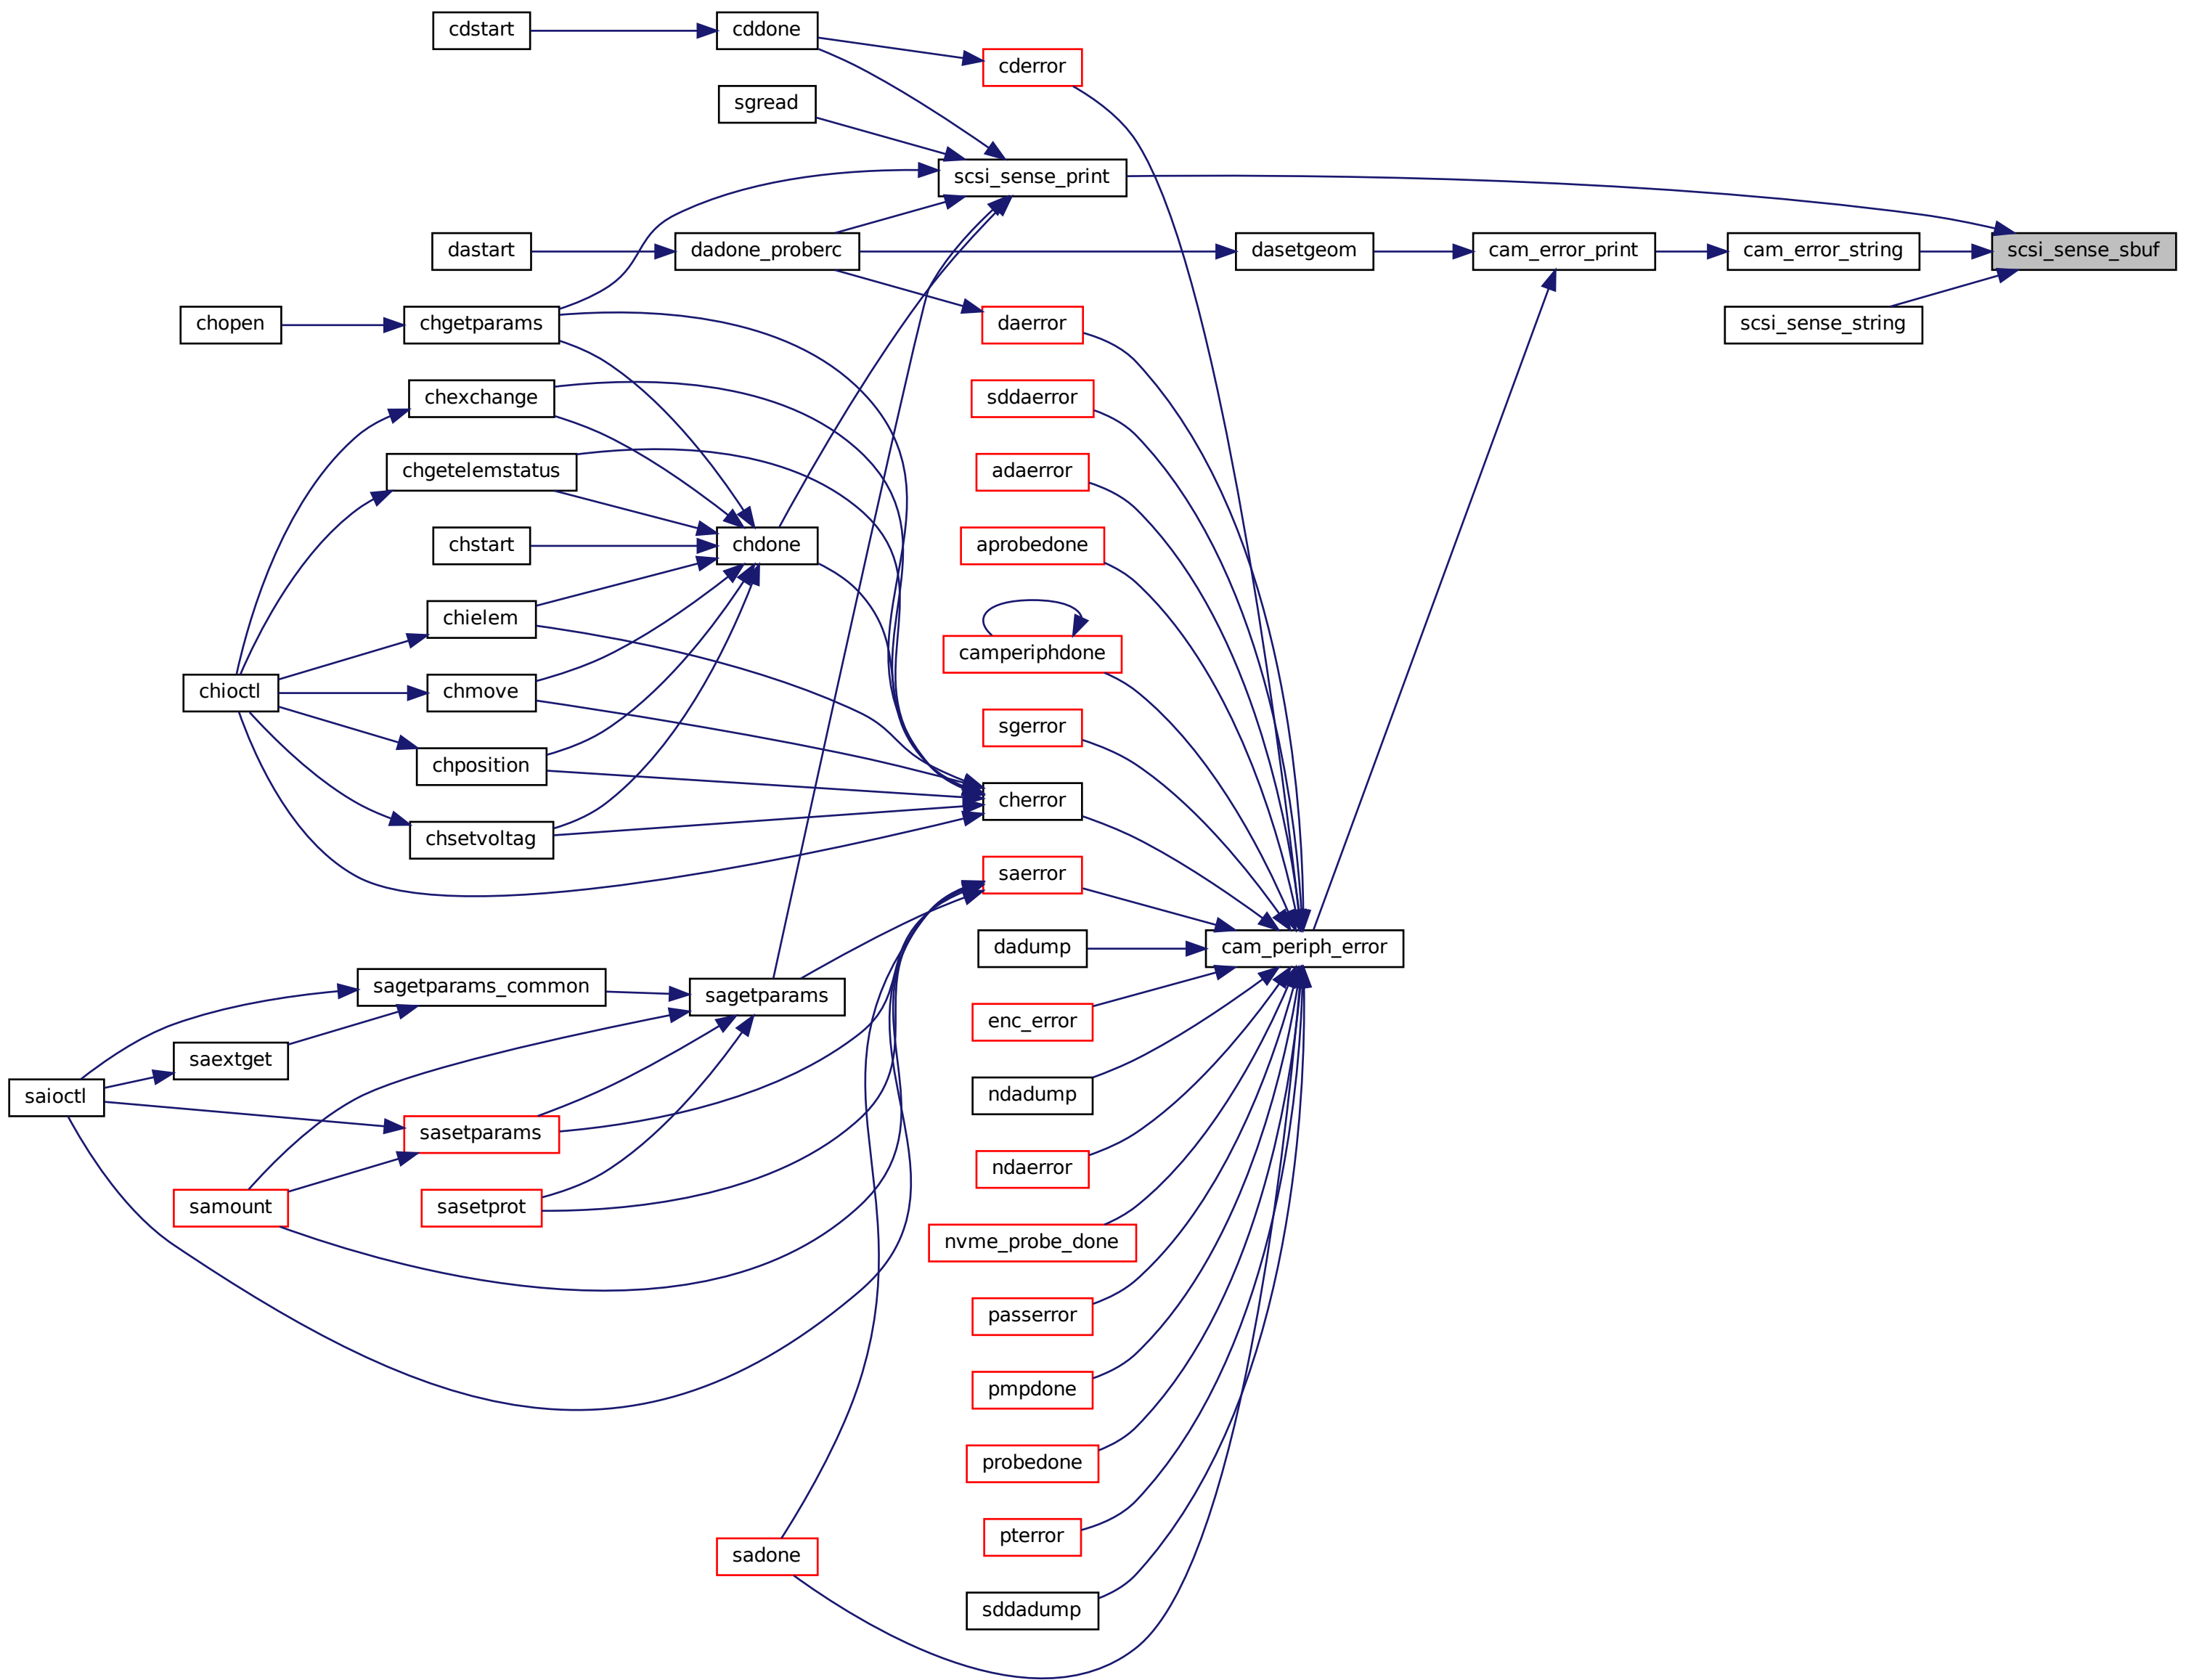 cdstart
cddone
cderror
sgread
scsi_sense_print
dastart
dadone_proberc
dasetgeom
cam_error_print
cam_error_string
scsi_sense_sbuf
chopen
chgetparams
daerror
scsi_sense_string
chexchange
sddaerror
chgetelemstatus
adaerror
chstart
chdone
aprobedone
chielem
camperiphdone
chioctl
chmove
sgerror
chposition
cherror
chsetvoltag
saerror
dadump
cam_periph_error
sagetparams_common
sagetparams
enc_error
saextget
saioctl
ndadump
sasetparams
ndaerror
samount
sasetprot
nvme_probe_done
passerror
pmpdone
probedone
pterror
sadone
sddadump